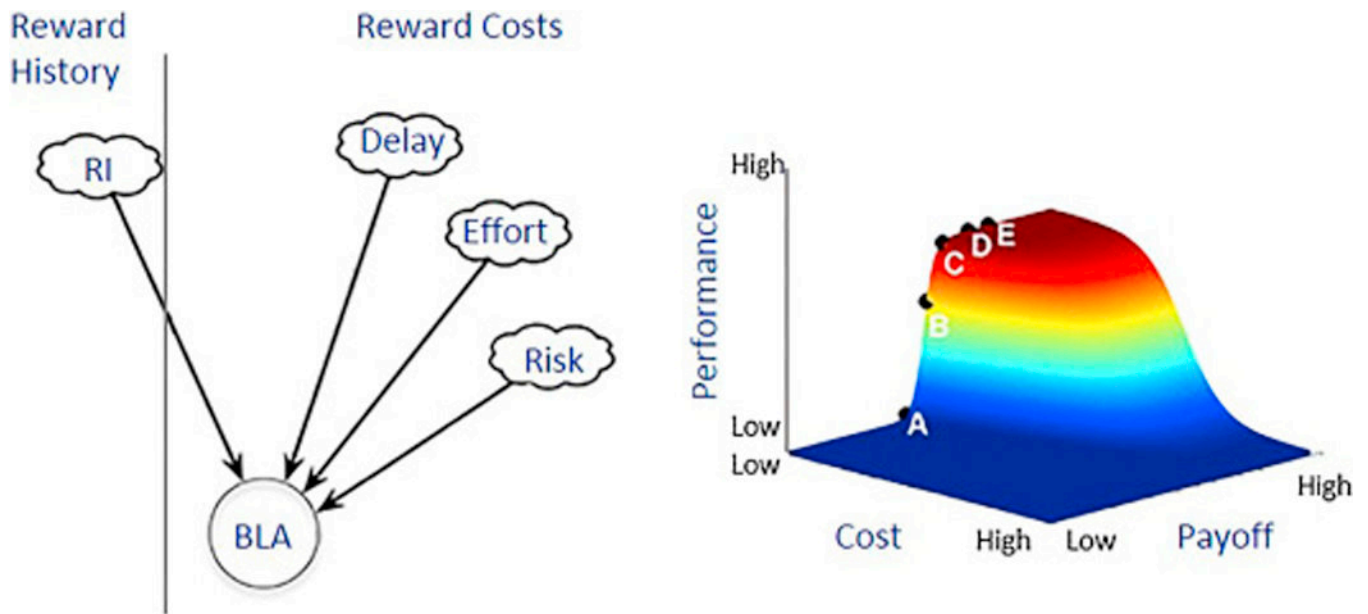 Reward
History
Reward Costs
RI
Delay
Effort
Risk
BLA
High
Performance
Low
Low
A
B
C
D
E
Cost
High
Low
Payoff
High